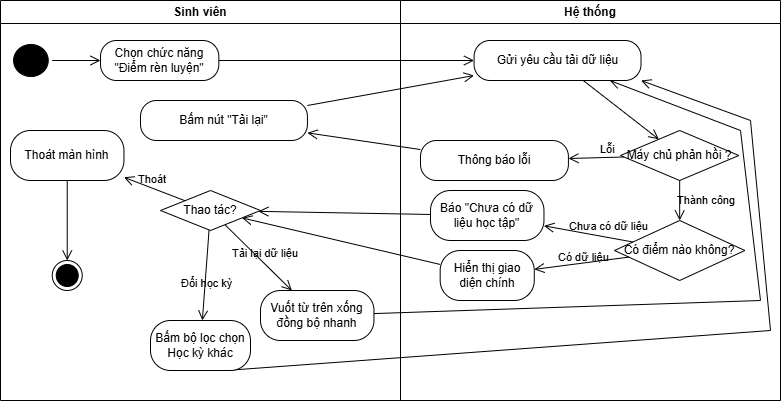 Sinh viên
Hệ thống
Chọn chức năng
"Điểm rèn luyện"
Gửi yêu cầu tải dữ liệu
Bấm nút "Tải lại"
Thoát màn hình
Thông báo lỗi
Lỗi
Máy chủ phản hồi ?
Thoát
Thao tác?
Báo "Chưa có dữ
liệu học tập"
Thành công
Chưa có dữ liệu
Có điểm nào không?
Tải lại dữ liệu
Có dữ liệu
Hiển thị giao
diện chính
Đổi học kỳ
Vuốt từ trên xống
đồng bộ nhanh
Bấm bộ lọc chọn
Học kỳ khác